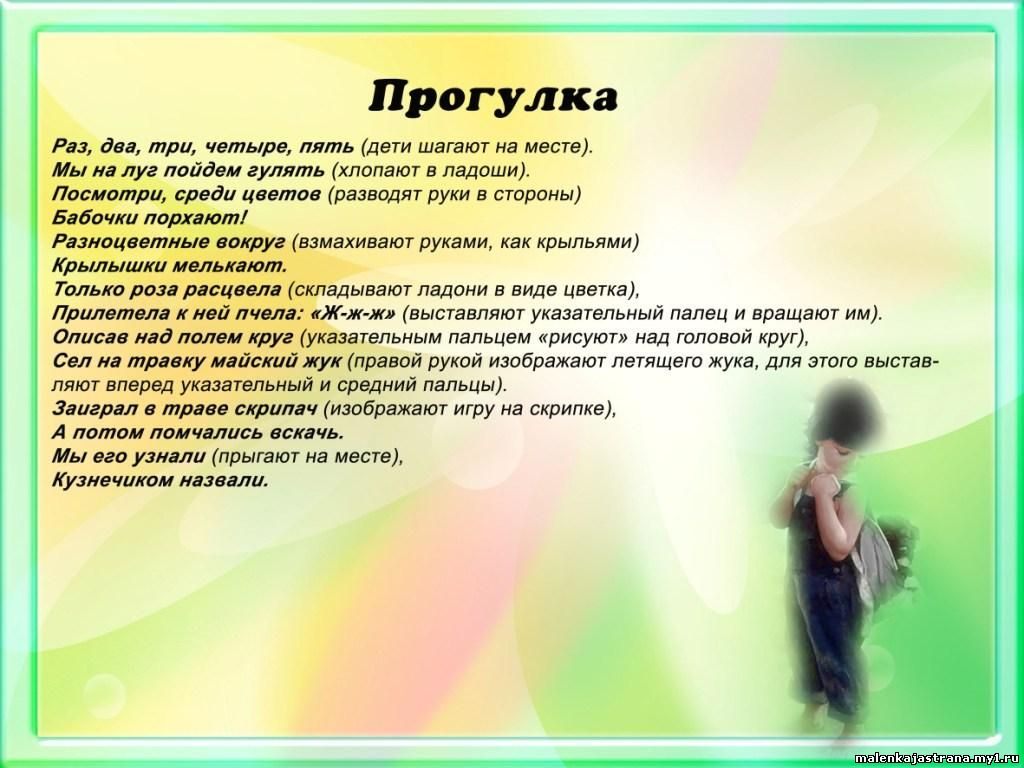 Прогулка
Раз, два, три, четыре, пять (дети шагают на месте).
Мы на луг пойдем гулять (хлопают в ладоши).
Посмотри, среди цветов (разводят руки в стороны)
Бабочки порхают!
Разноцветные вокруг (взмахивают руками, как крыльями)
Крылышки мелькают.
Только роза расцвела (складывают ладони в виде цветка),
Прилетела к ней пчела: «Ж-ж-ж» (выставляют указательный палец и вращают им).
Описав над полем круг (указательным пальцем «рисуют» над головой круг),
Сел на травку майский жук (правой рукой изображают летящего жука, для этого выстав-
ляют вперед указательный и средний пальцы).
Заиграл в траве скрипач (изображают игру на скрипке),
А потом помчались вскачь.
Мы его узнали (прыгают на месте),
Кузнечиком назвали.
malenkajastrana.my1.ru